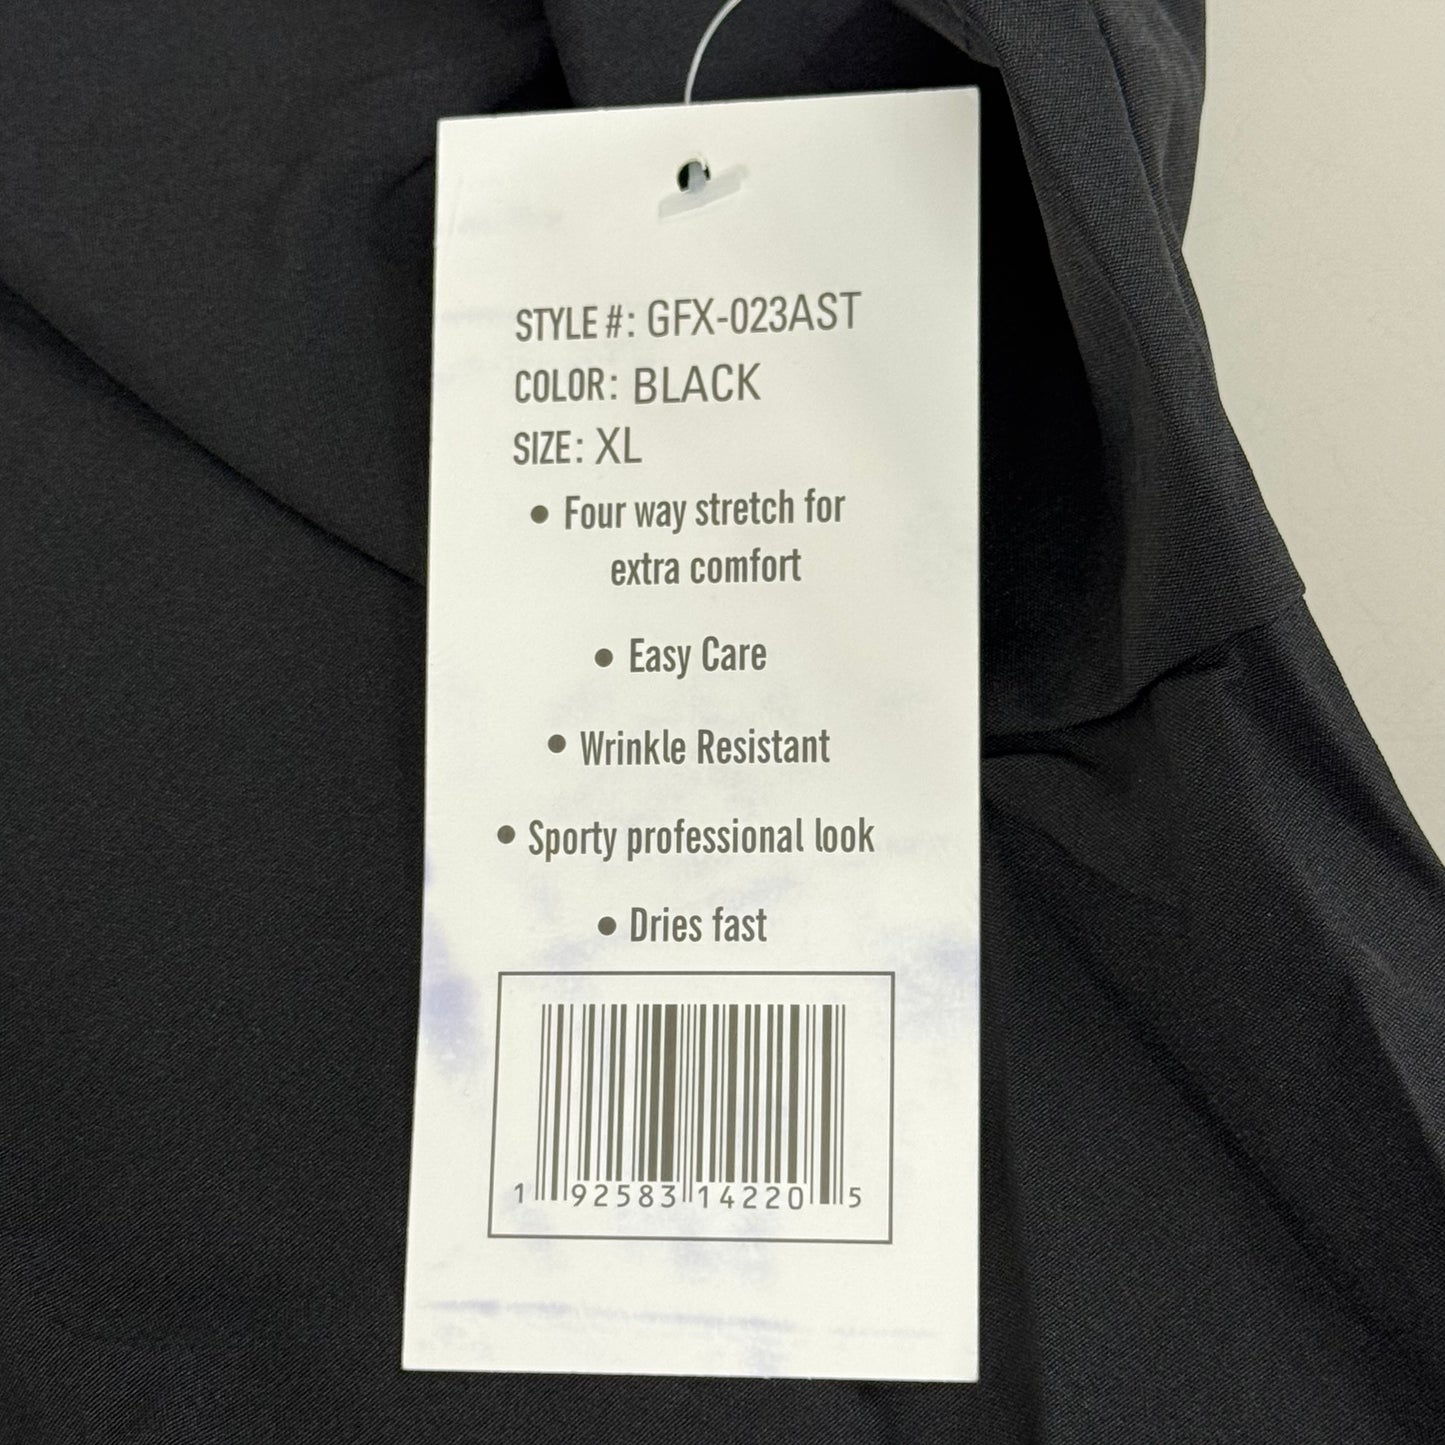 STYLE #: GFX-023AST
COLOR: BLACK
SIZE: XL
• Four way stretch for
extra comfort
• Easy Care
• Wrinkle Resistant
• Sporty professional look
• Dries fast
1 92583 14220 5